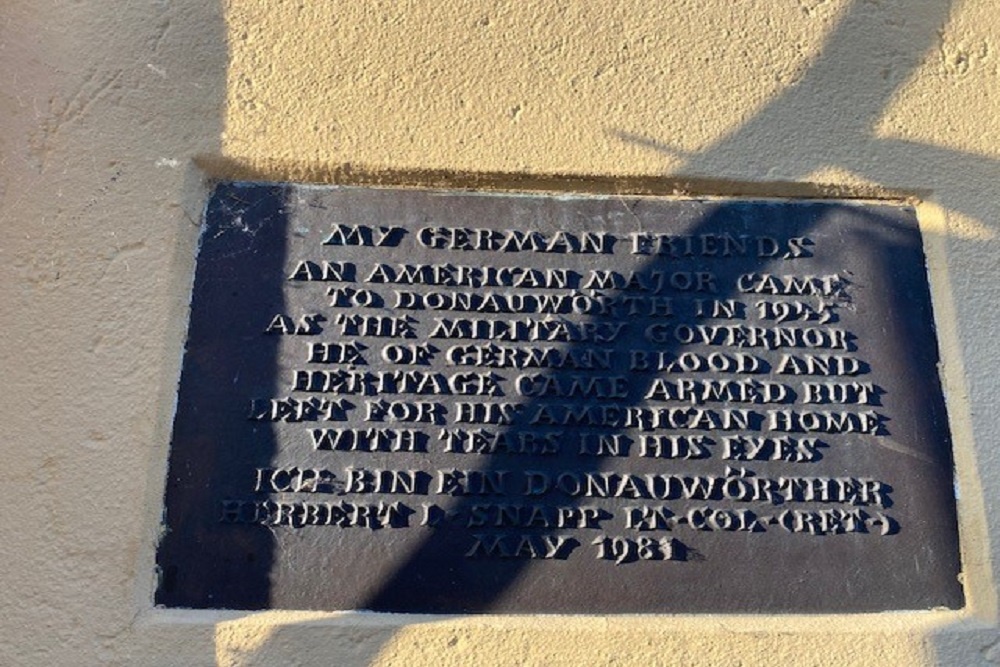 MY GERMAN FRIENDS
AN AMERICAN MAJOR CAME
TO DONAUWÖRTH IN 1945
AS THE MILITARY GOVERNOR
HE OF GERMAN BLOOD AND
HERITAGE CAME ARMED BUT
LEFT FOR HIS AMERICAN HOME
WITH TEARS IN HIS EYES
ICH BIN EIN DONAUWÖRTHER
HERBERT L. SNAPP LT.COL.(RET.)
MAY 1981